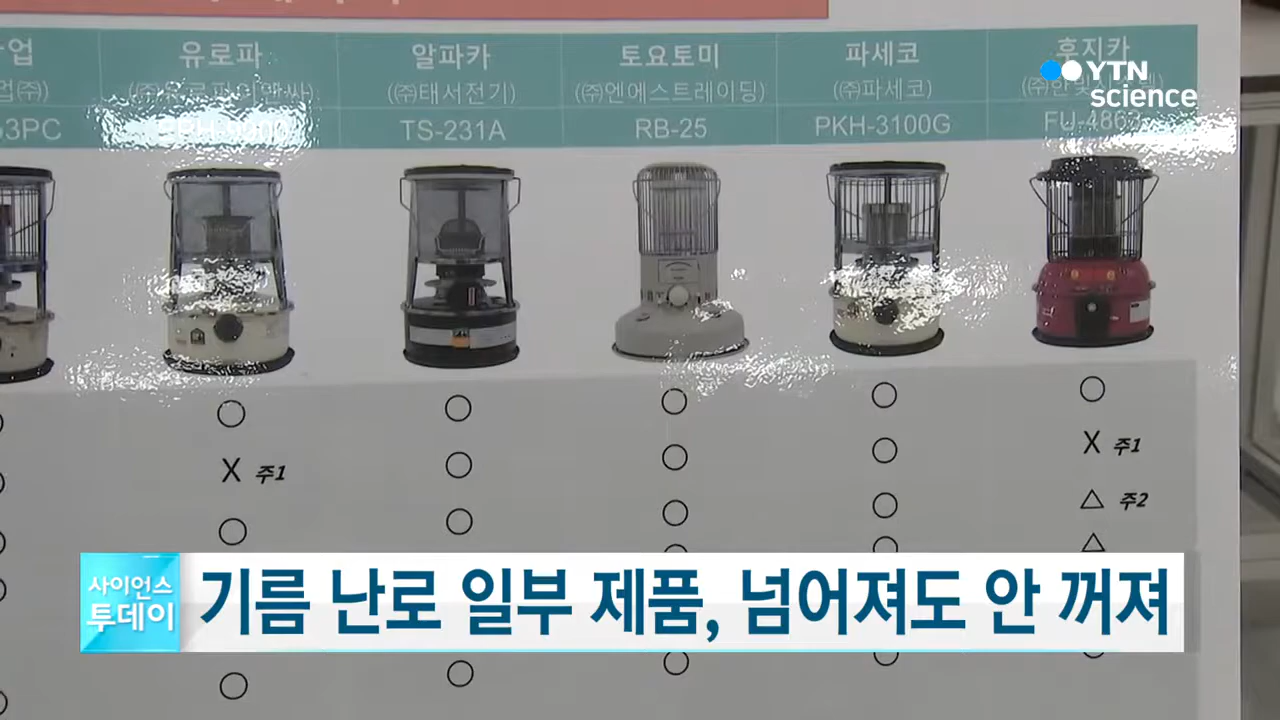 YTN
science
유로파
알파카
토요토미
파세코
후지카
업㈜)
(㈜태서전기)
(㈜엔에스트레이딩)
(㈜파세코)
63PC
TS-231A
RB-25
PKH-3100G
FU-4863
X 주1
X 주1
△ 주2
사이언스
투데이
기름 난로 일부 제품, 넘어져도 안 꺼져